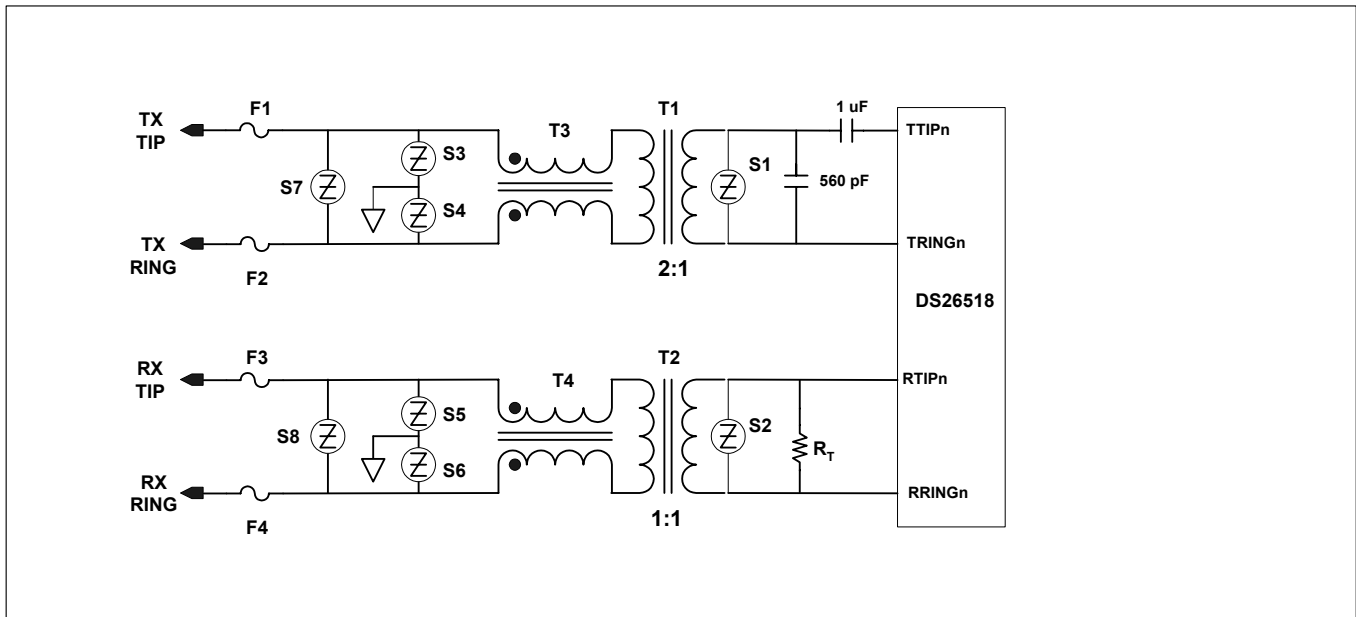 TX
TIP
F1
S7
S3
S4
T3
T1
2:1
S1
1 uF
560 pF
TTIPn
TRINGn
TX
RING
F2
DS26518
RX
TIP
F3
S8
S5
S6
T4
T2
1:1
S2
RT
RTIPn
RRINGn
RX
RING
F4